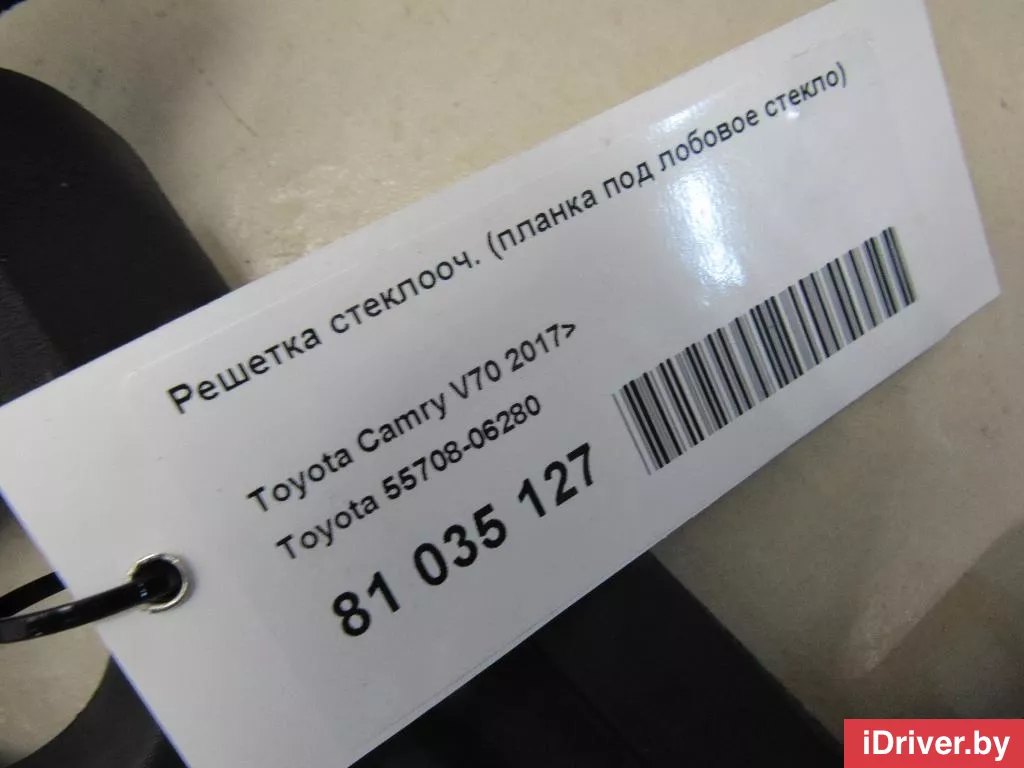 Решетка стеклооч. (планка под лобовое стекло)
Toyota Camry V70 2017>
Toyota 55708-06280
81 035 127
iDriver.by